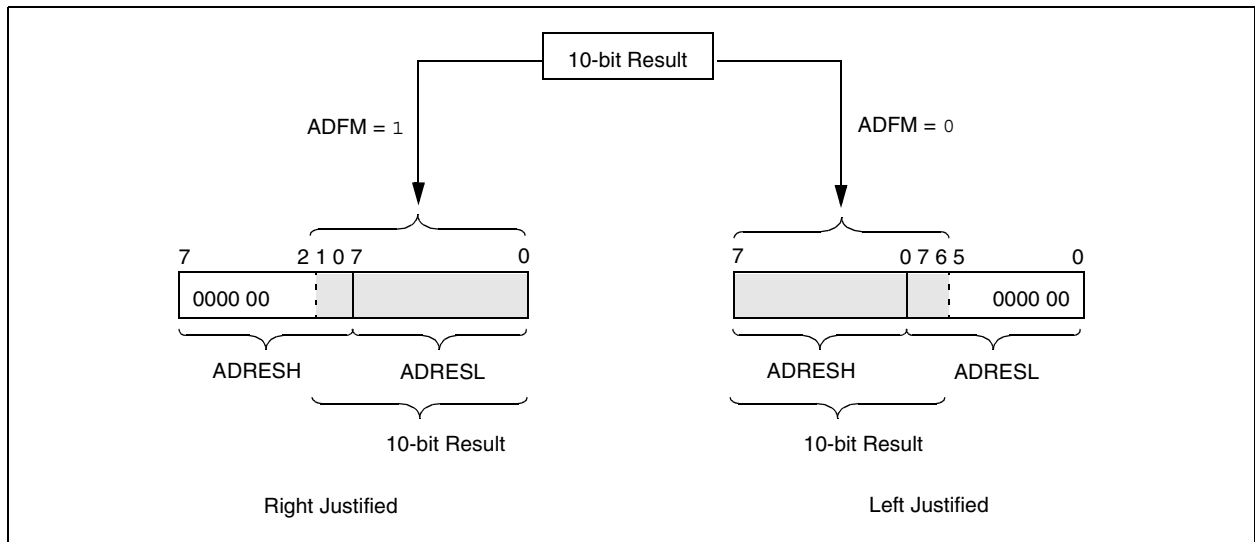 10-bit Result
ADFM = 1
ADFM = 0
7 2 1 0 7 0
7 0 7 6 5 0
0000 00
0000 00
ADRESH ADRESL
ADRESH ADRESL
10-bit Result
10-bit Result
Right Justified
Left Justified